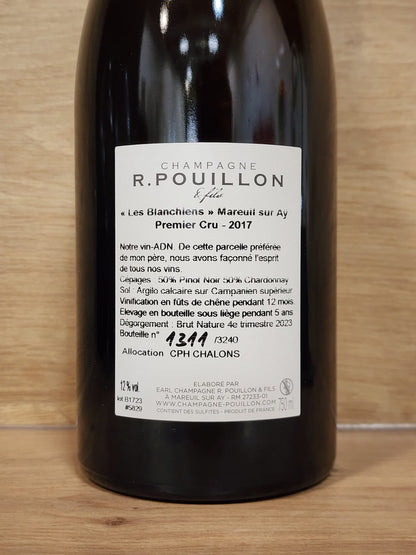 CHAMPAGNE
R.POUILLON
& fils
« Les Blanchiens » Mareuil sur Aÿ
Premier Cru - 2017
Notre vin-ADN. De cette parcelle préférée
de mon père, nous avons façonné l'esprit
de tous nos vins.
Cépages : 50% Pinot Noir 50% Chardonnay
Sol : Argilo calcaire sur Campanien supérieur
Vinification en fûts de chêne pendant 12 mois
Elevage en bouteille sous liège pendant 5 ans
Dégorgement : Brut Nature 4e trimestre 2023
Bouteille n° 1311 /3240
Allocation CPH CHALONS
12 % vol.
lot B1723
#5829
ELABORÉ PAR
EARL CHAMPAGNE R. POUILLON & FILS
À MAREUIL SUR AY - RM 27233-01
WWW.CHAMPAGNE-POUILLON.COM
CONTIENT DES SULFITES - PRODUIT DE FRANCE
750 ml